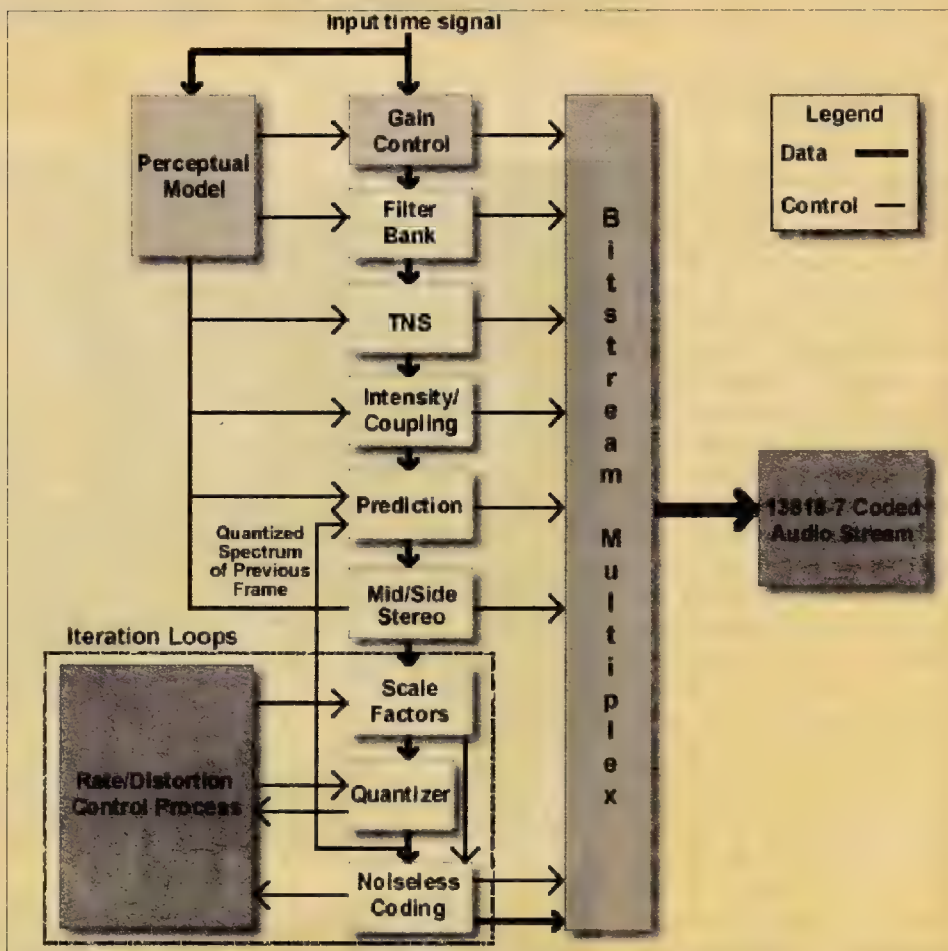 Input time signal
Perceptual
Model
Gain
Control
Legend
Data
Control
Filter
Bank
TNS
Intensity/
Coupling
Prediction
Quantized
Spectrum
of Previous
Frame
Mid/Side
Stereo
Bitstream Multiplex
13818-7 Coded
Audio Stream
Iteration Loops
Scale
Factors
Rate/Distortion
Control Process
Quantizer
Noiseless
Coding